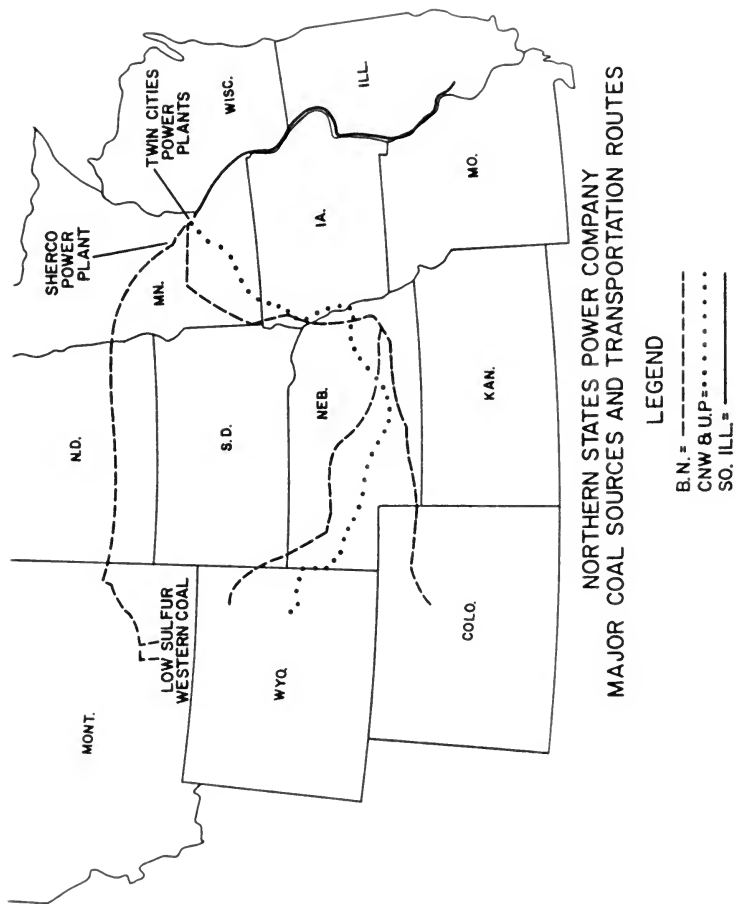 MONT.
N.D.
MN.
SHERCO
POWER
PLANT
TWIN CITIES
POWER
PLANTS
WISC.
LOW SULFUR
WESTERN COAL
S.D.
WYO.
NEB.
IA.
ILL.
COLO.
KAN.
MO.
NORTHERN STATES POWER COMPANY
MAJOR COAL SOURCES AND TRANSPORTATION ROUTES
LEGEND
B.N. =
CNW & U.P =
SO. ILL. =